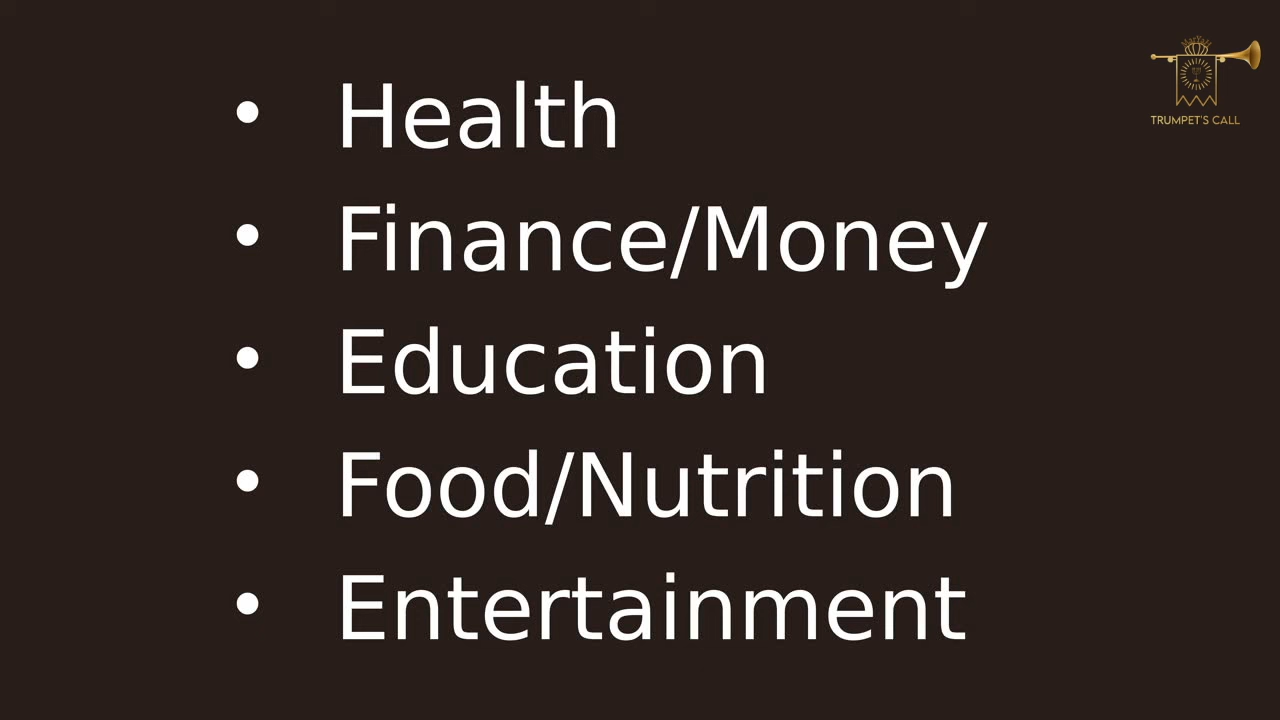 • Health
• Finance/Money
• Education
• Food/Nutrition
• Entertainment
TRUMPET'S CALL